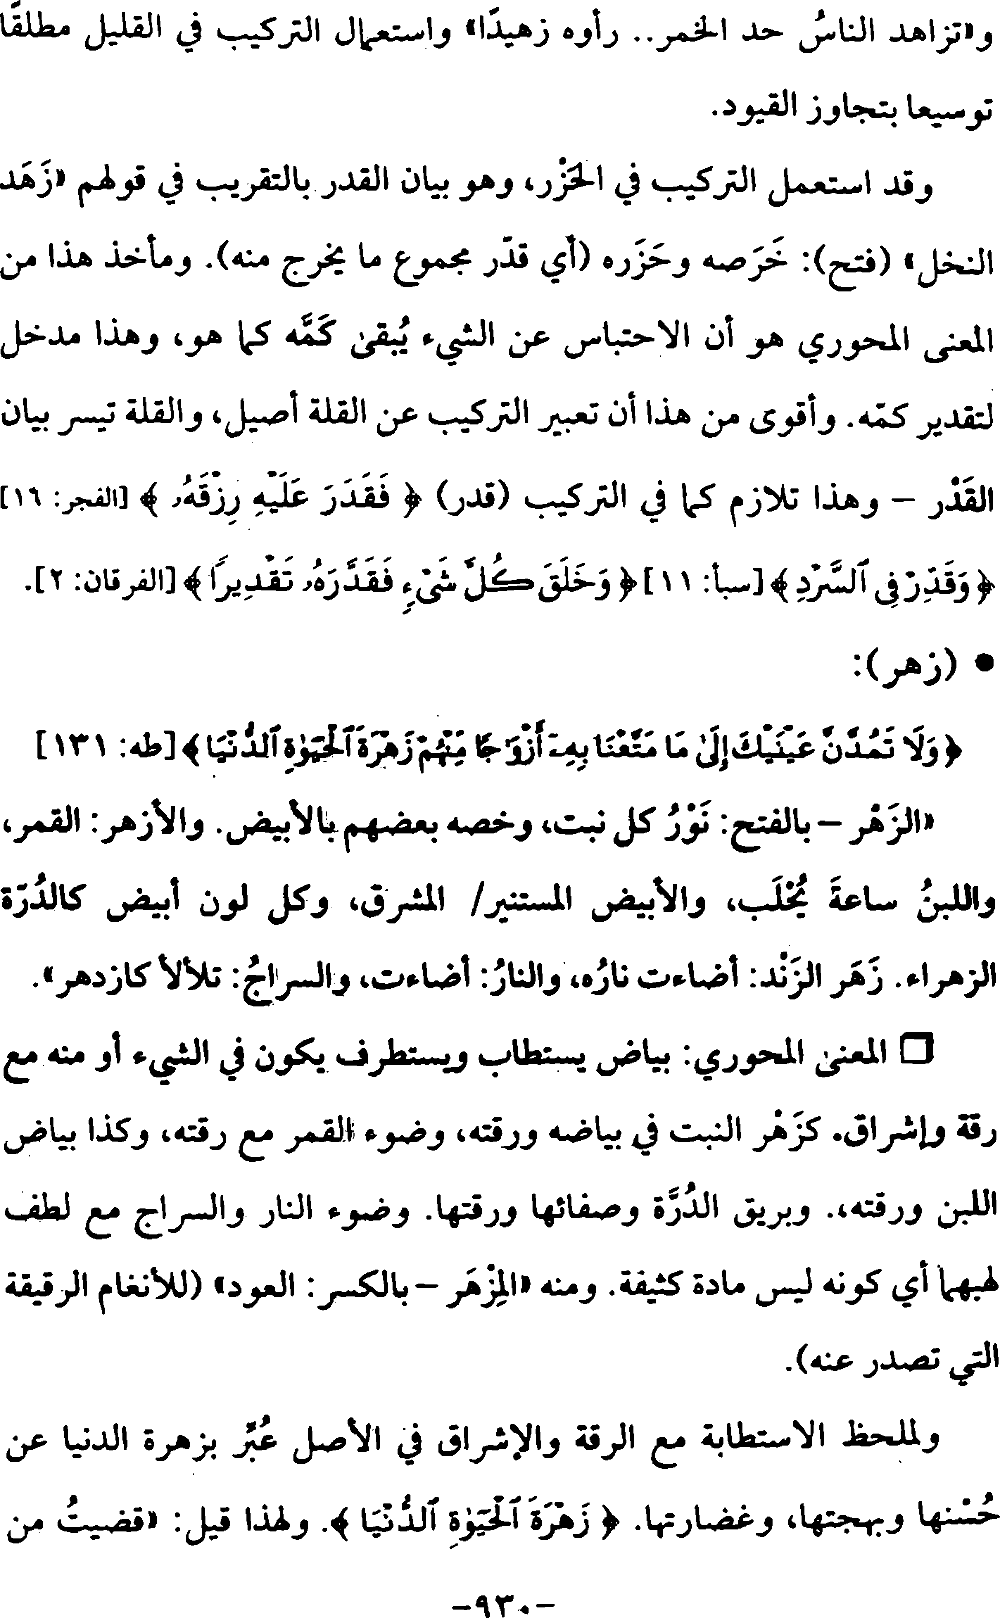 و«تزاهد الناسُ حد الخمر.. رأوه زهيدًا» واستعمال التركيب في القليل مطلقًا
توسيعا بتجاوز القيود.
وقد استعمل التركيب في الحَزْر، وهو بيان القدر بالتقريب في قولهم «زَهَد
النخل» (فتح): خَرَصه وحَزَره (أي قدّر مجموع ما يخرج منه). ومأخذ هذا من
المعنى المحوري هو أن الاحتباس عن الشيء يُبقىٰ كَمَّه كما هو، وهذا مدخل
لتقدير كمّه. وأقوى من هذا أن تعبير التركيب عن القلة أصيل، والقلة تيسر بيان
القَدْر – وهذا تلازم كما في التركيب (قدر) ﴿ فَقَدَرَ عَلَيْهِ رِزْقَهُۥ ﴾ [الفجر: ١٦]
﴿ وَقَدِّرْ فِي ٱلسَّرْدِ ﴾ [سبأ: ١١] ﴿ وَخَلَقَ كُلَّ شَيْءٍ فَقَدَّرَهُۥ تَقْدِيرًا ﴾ [الفرقان: ٢].
• (زهر):
﴿ وَلَا تَمُدَّنَّ عَيْنَيْكَ إِلَىٰ مَا مَتَّعْنَا بِهِۦٓ أَزْوَٰجًا مِّنْهُمْ زَهْرَةَ ٱلْحَيَوٰةِ ٱلدُّنْيَا ﴾ [طه: ١٣١]
«الزَهْر – بالفتح: نَوْرُ كل نبت، وخصه بعضهم بالأبيض. والأزهر: القمر،
واللبنُ ساعةَ يُحْلَب، والأبيض المستنير/ المشرق، وكل لون أبيض كالدُرّة
الزهراء. زَهَر الزَنْد: أضاءت نارُه، والنارُ: أضاءت، والسراجُ: تلألأ كازدهر».
□ المعنىٰ المحوري: بياض يستطاب ويستطرف يكون في الشيء أو منه مع
رقة وإشراق. كزَهْر النبت في بياضه ورقته، وضوء القمر مع رقته، وكذا بياض
اللبن ورقته،. وبريق الدُرَّة وصفائها ورقتها. وضوء النار والسراج مع لطف
لهبهما أي كونه ليس مادة كثيفة. ومنه «المِزْهَر – بالكسر: العود» (للأنغام الرقيقة
التي تصدر عنه).
ولملحظ الاستطابة مع الرقة والإشراق في الأصل عُبِّر بزهرة الدنيا عن
حُسْنها وبهجتها، وغضارتها. ﴿ زَهْرَةَ ٱلْحَيَوٰةِ ٱلدُّنْيَا ﴾. ولهذا قيل: «قضيتُ من
-٩٣٠-